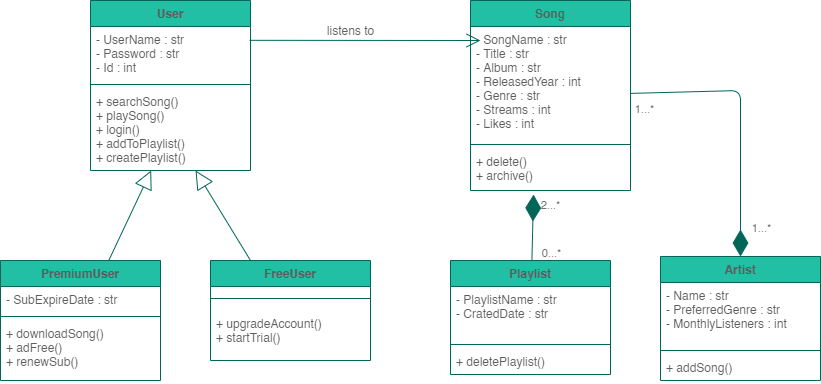 User
- UserName : str
- Password : str
- Id : int
+ searchSong()
+ playSong()
+ login()
+ addToPlaylist()
+ createPlaylist()
listens to
Song
- SongName : str
- Title : str
- Album : str
- ReleasedYear : int
- Genre : str
- Streams : int
- Likes : int
+ delete()
+ archive()
1...*
2...*
0...*
1...*
PremiumUser
- SubExpireDate : str
+ downloadSong()
+ adFree()
+ renewSub()
FreeUser
+ upgradeAccount()
+ startTrial()
Playlist
- PlaylistName : str
- CratedDate : str
+ deletePlaylist()
Artist
- Name : str
- PreferredGenre : str
- MonthlyListeners : int
+ addSong()